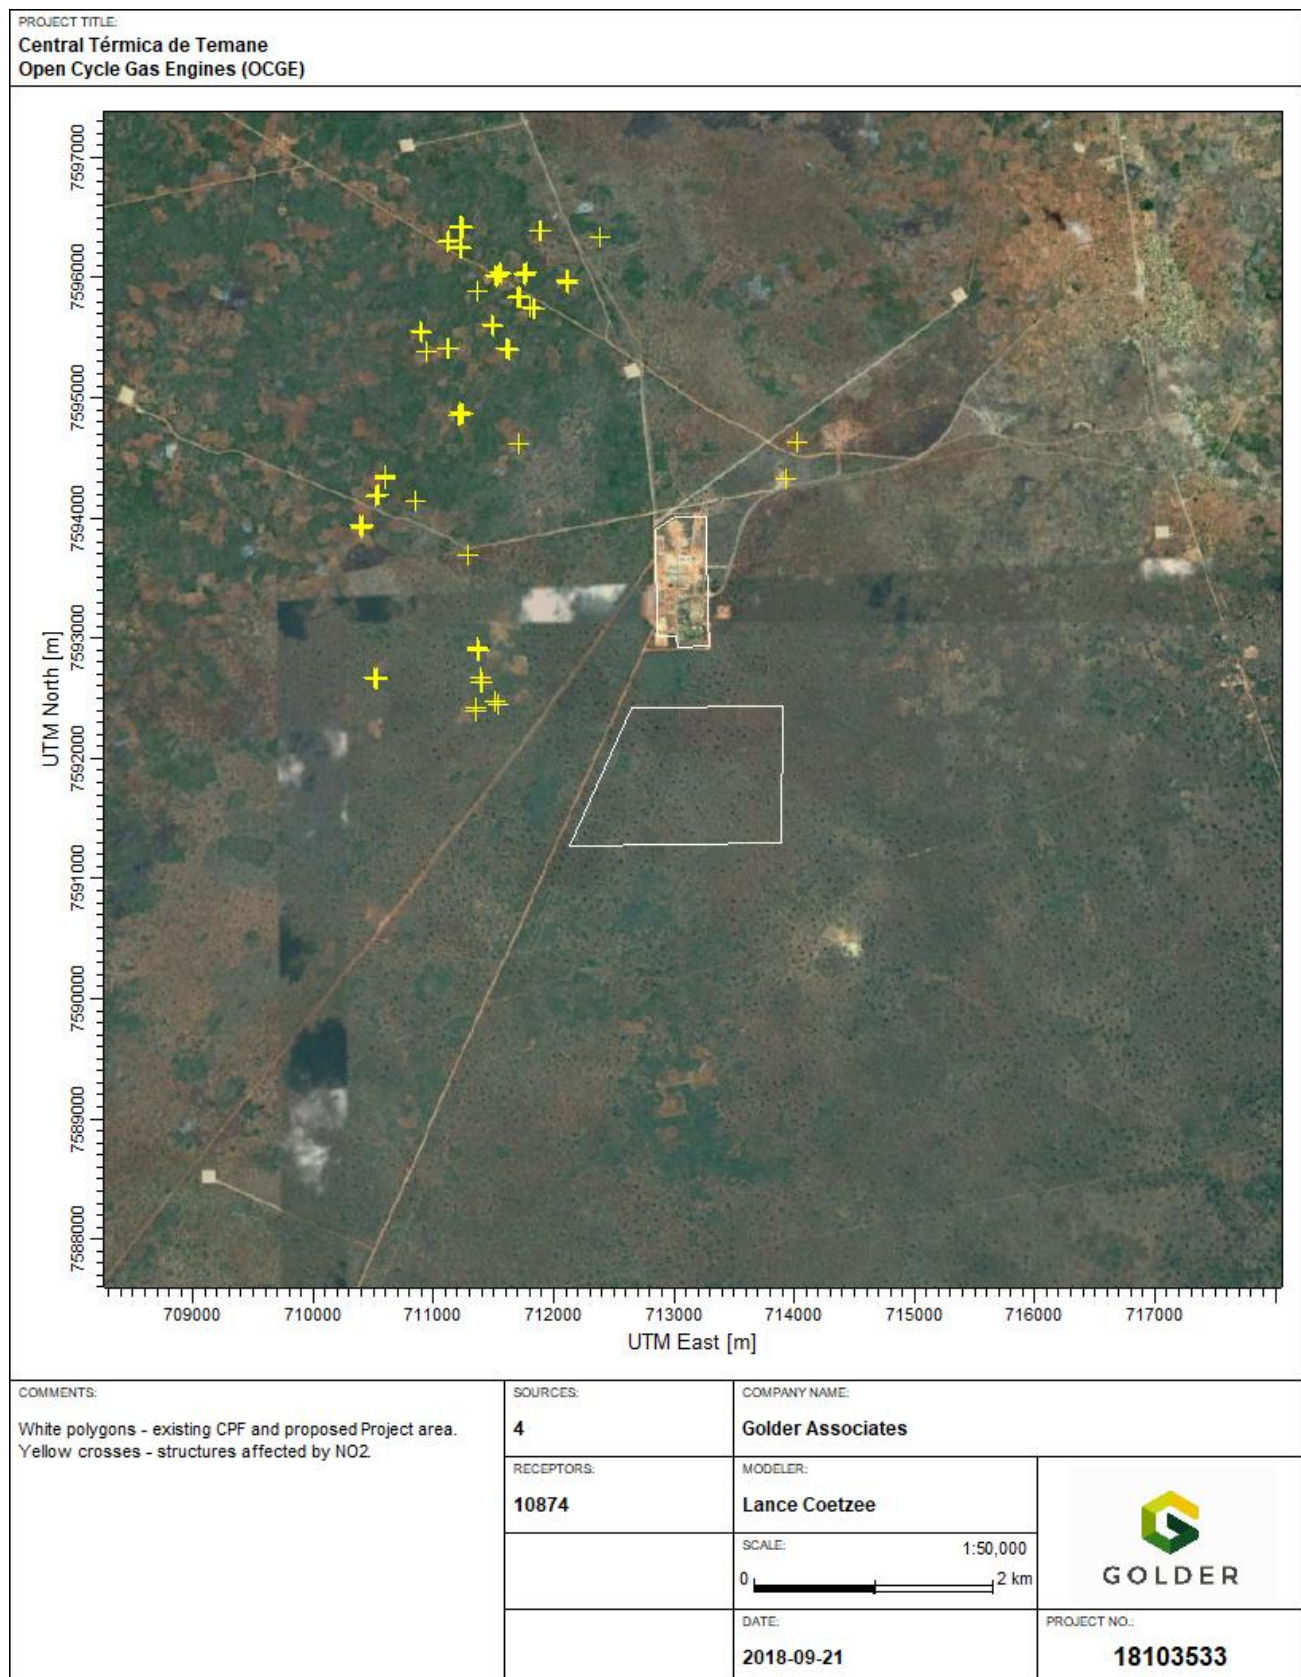 PROJECT TITLE:
Central Térmica de Temane
Open Cycle Gas Engines (OCGE)
UTM North [m]
7597000
7596000
7595000
7594000
7593000
7592000
7591000
7590000
7589000
7588000
709000 710000 711000 712000 713000 714000 715000 716000 717000
UTM East [m]
COMMENTS:
White polygons - existing CPF and proposed Project area.
Yellow crosses - structures affected by NO2.
SOURCES:
4
COMPANY NAME:
Golder Associates
RECEPTORS:
10874
MODELER:
Lance Coetzee
SCALE: 1:50,000
0 2 km
DATE:
2018-09-21
GOLDER
PROJECT NO.:
18103533